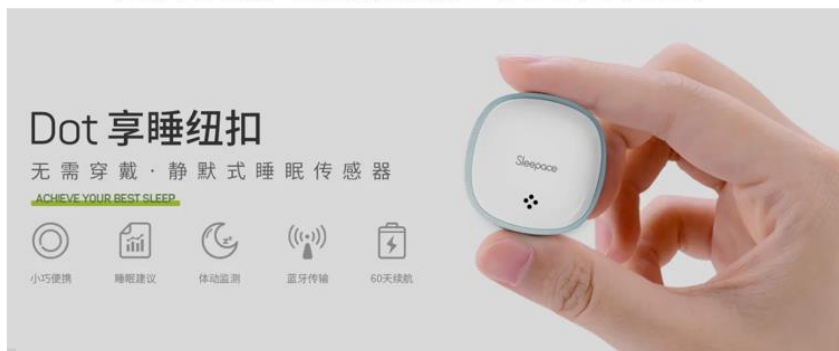 Dot 享睡纽扣
无需穿戴·静默式睡眠传感器
ACHIEVE YOUR BEST SLEEP
小巧便携
睡眠建议
体动监测
蓝牙传输
60天续航
Sleepace